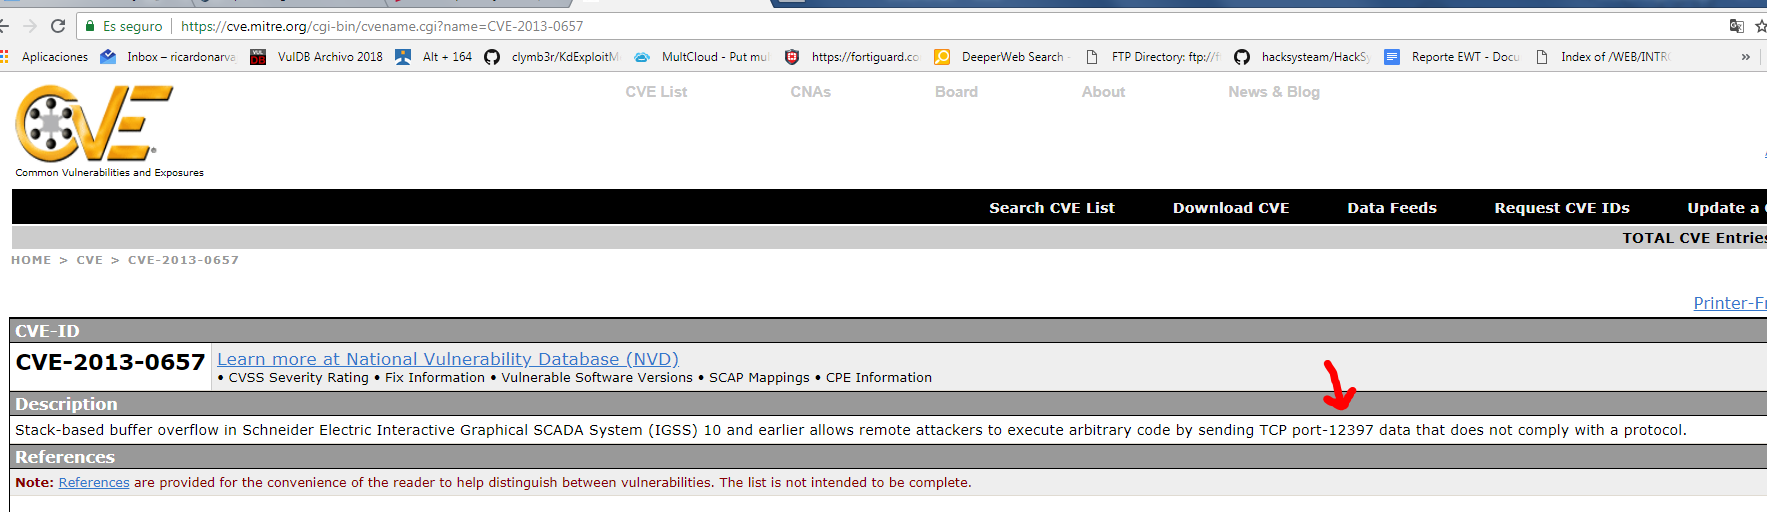 Es seguro https://cve.mitre.org/cgi-bin/cvename.cgi?name=CVE-2013-0657
Aplicaciones Inbox – ricardonarva VulDB Archivo 2018 Alt + 164 clymb3r/KdExploitM MultCloud - Put mul https://fortiguard.co DeeperWeb Search - FTP Directory: ftp://f hacksysteam/HackSy Reporte EWT - Docu Index of /WEB/INTRO »
CVE List CNAs Board About News & Blog
CVE
Common Vulnerabilities and Exposures
Search CVE List Download CVE Data Feeds Request CVE IDs Update a
TOTAL CVE Entries
HOME > CVE > CVE-2013-0657
Printer-Fr
CVE-ID
CVE-2013-0657 Learn more at National Vulnerability Database (NVD)
• CVSS Severity Rating • Fix Information • Vulnerable Software Versions • SCAP Mappings • CPE Information
Description
Stack-based buffer overflow in Schneider Electric Interactive Graphical SCADA System (IGSS) 10 and earlier allows remote attackers to execute arbitrary code by sending TCP port-12397 data that does not comply with a protocol.
References
Note: References are provided for the convenience of the reader to help distinguish between vulnerabilities. The list is not intended to be complete.